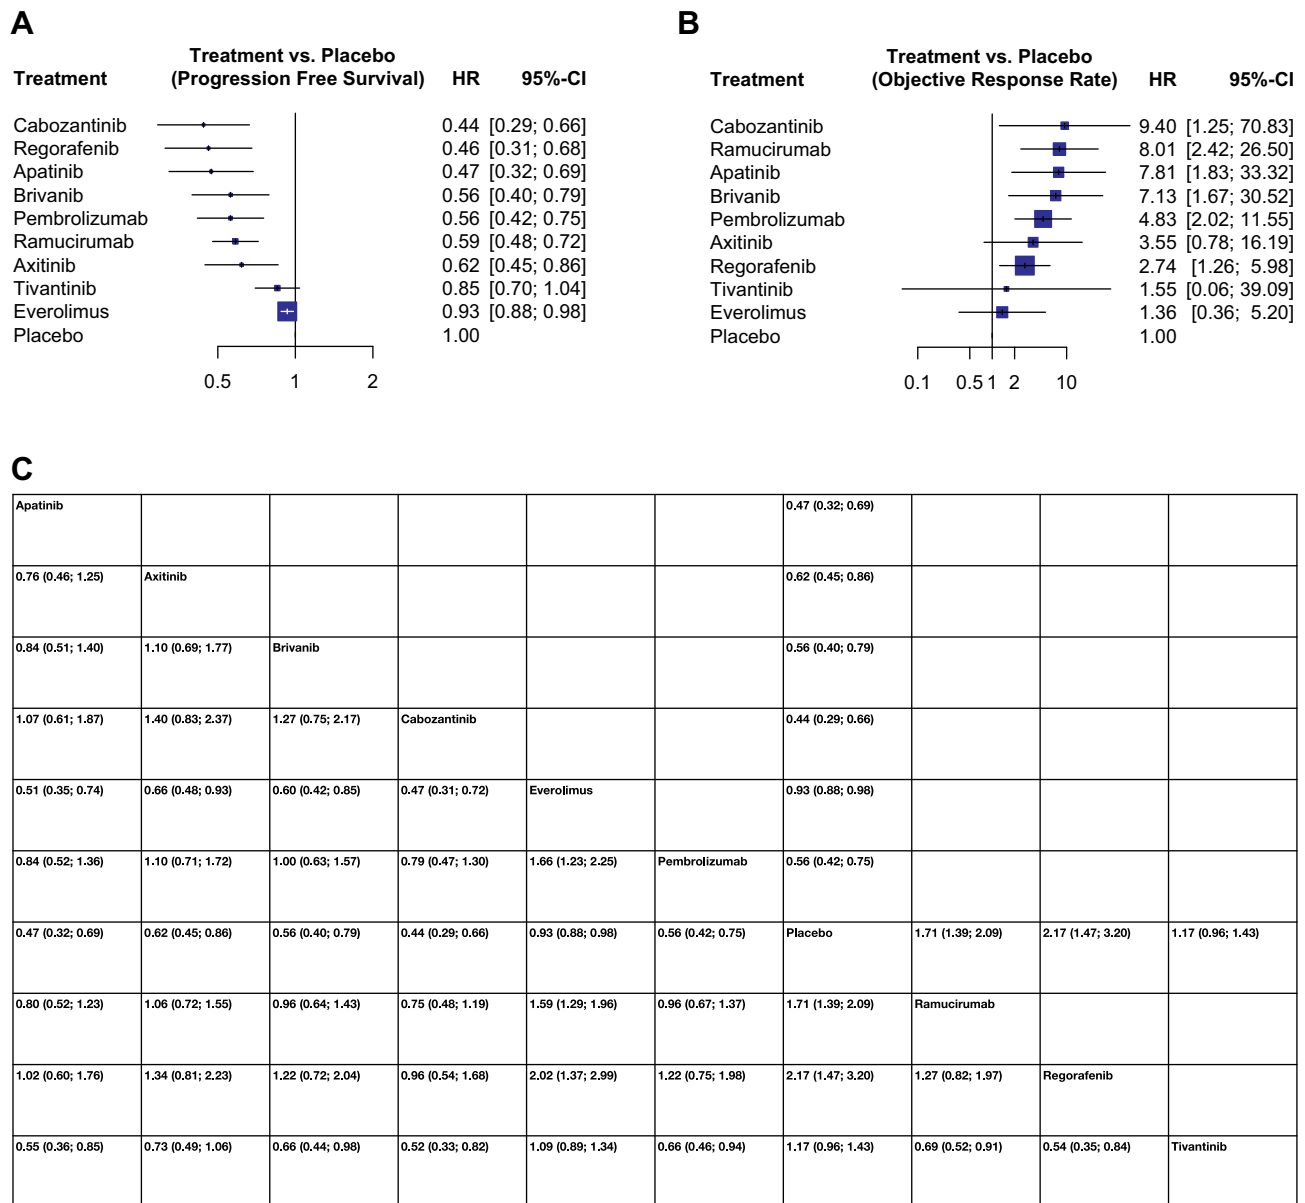 A
Treatment vs. Placebo
Treatment (Progression Free Survival) HR 95%-CI
Cabozantinib 0.44 [0.29; 0.66]
Regorafenib 0.46 [0.31; 0.68]
Apatinib 0.47 [0.32; 0.69]
Brivanib 0.56 [0.40; 0.79]
Pembrolizumab 0.56 [0.42; 0.75]
Ramucirumab 0.59 [0.48; 0.72]
Axitinib 0.62 [0.45; 0.86]
Tivantinib 0.85 [0.70; 1.04]
Everolimus 0.93 [0.88; 0.98]
Placebo 1.00
0.5 1 2
B
Treatment vs. Placebo
Treatment (Objective Response Rate) HR 95%-CI
Cabozantinib 9.40 [1.25; 70.83]
Ramucirumab 8.01 [2.42; 26.50]
Apatinib 7.81 [1.83; 33.32]
Brivanib 7.13 [1.67; 30.52]
Pembrolizumab 4.83 [2.02; 11.55]
Axitinib 3.55 [0.78; 16.19]
Regorafenib 2.74 [1.26; 5.98]
Tivantinib 1.55 [0.06; 39.09]
Everolimus 1.36 [0.36; 5.20]
Placebo 1.00
0.1 0.5 1 2 10
C
Apatinib 0.47 (0.32; 0.69)
0.76 (0.46; 1.25) Axitinib 0.62 (0.45; 0.86)
0.84 (0.51; 1.40) 1.10 (0.69; 1.77) Brivanib 0.56 (0.40; 0.79)
1.07 (0.61; 1.87) 1.40 (0.83; 2.37) 1.27 (0.75; 2.17) Cabozantinib 0.44 (0.29; 0.66)
0.51 (0.35; 0.74) 0.66 (0.48; 0.93) 0.60 (0.42; 0.85) 0.47 (0.31; 0.72) Everolimus 0.93 (0.88; 0.98)
0.84 (0.52; 1.36) 1.10 (0.71; 1.72) 1.00 (0.63; 1.57) 0.79 (0.47; 1.30) 1.66 (1.23; 2.25) Pembrolizumab 0.56 (0.42; 0.75)
0.47 (0.32; 0.69) 0.62 (0.45; 0.86) 0.56 (0.40; 0.79) 0.44 (0.29; 0.66) 0.93 (0.88; 0.98) 0.56 (0.42; 0.75) Placebo 1.71 (1.39; 2.09) 2.17 (1.47; 3.20) 1.17 (0.96; 1.43)
0.80 (0.52; 1.23) 1.06 (0.72; 1.55) 0.96 (0.64; 1.43) 0.75 (0.48; 1.19) 1.59 (1.29; 1.96) 0.96 (0.67; 1.37) 1.71 (1.39; 2.09) Ramucirumab
1.02 (0.60; 1.76) 1.34 (0.81; 2.23) 1.22 (0.72; 2.04) 0.96 (0.54; 1.68) 2.02 (1.37; 2.99) 1.22 (0.75; 1.98) 2.17 (1.47; 3.20) 1.27 (0.82; 1.97) Regorafenib
0.55 (0.36; 0.85) 0.73 (0.49; 1.06) 0.66 (0.44; 0.98) 0.52 (0.33; 0.82) 1.09 (0.89; 1.34) 0.66 (0.46; 0.94) 1.17 (0.96; 1.43) 0.69 (0.52; 0.91) 0.54 (0.35; 0.84) Tivantinib